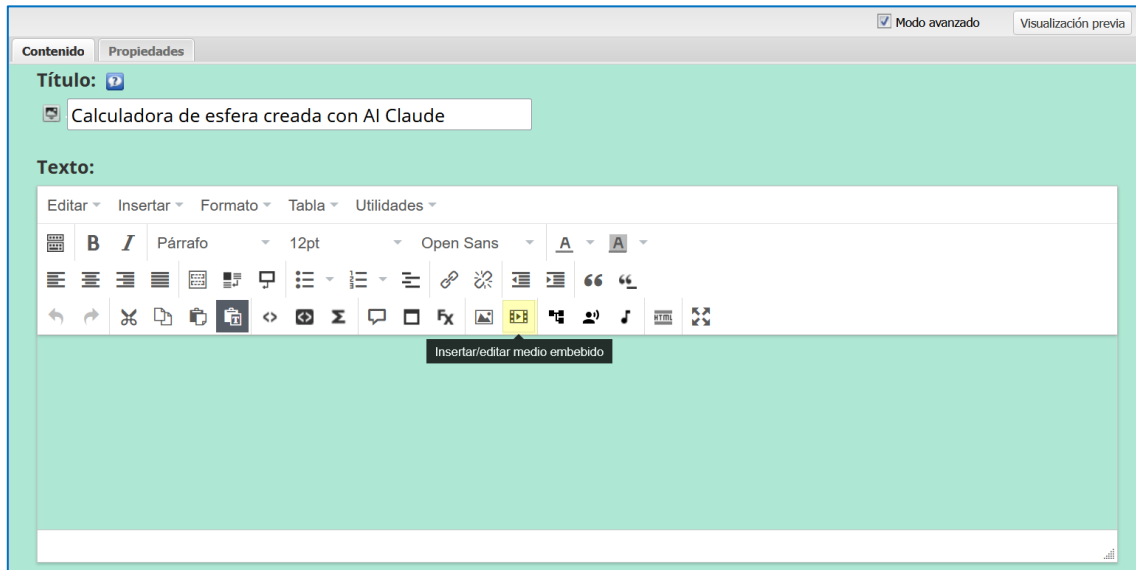 Modo avanzado Visualización previa
Contenido Propiedades
Título:
Calculadora de esfera creada con AI Claude
Texto:
Editar Insertar Formato Tabla Utilidades
B I Párrafo 12pt Open Sans A A
Fx HTML
Insertar/editar medio embebido